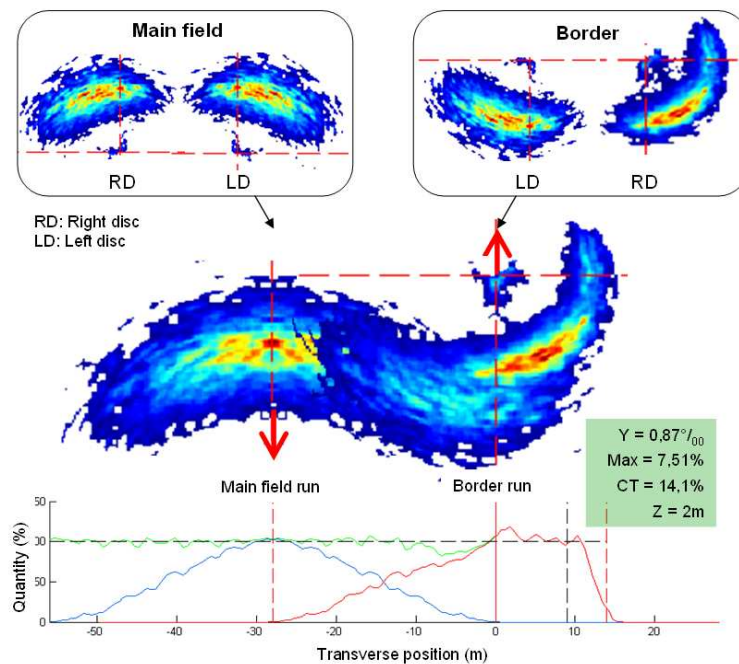 Main field
Border
RD
LD
LD
RD
RD: Right disc
LD: Left disc
Main field run
Border run
Y = 0,87°/₀₀
Max = 7,51%
CT = 14,1%
Z = 2m
Quantity (%)
50
00
50
0
-50
-40
-30
-20
-10
0
10
20
Transverse position (m)